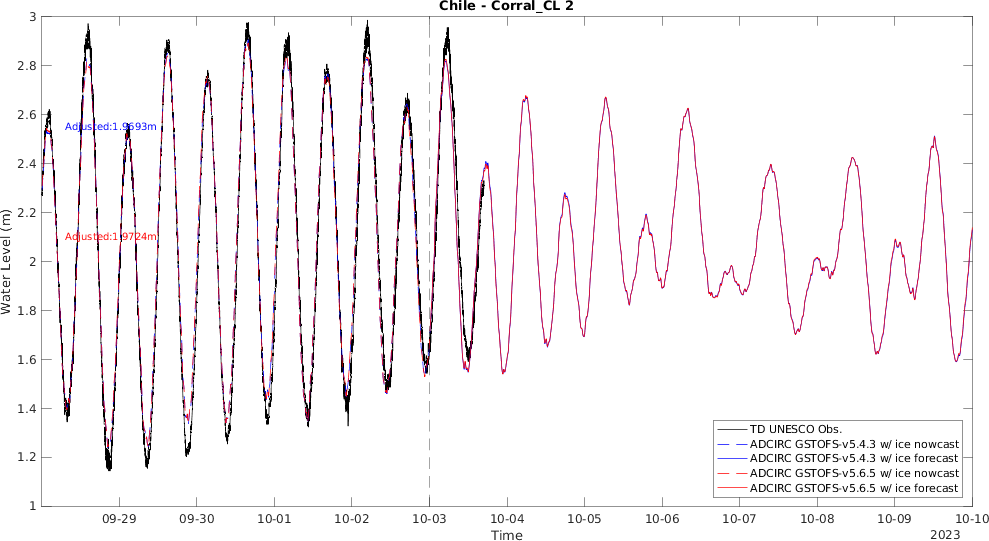 Chile - Corral_CL 2
3
2.8
2.6
2.4
2.2
2
1.8
1.6
1.4
1.2
1
Water Level (m)
Adjusted:1.9693m
Adjusted:1.9724m
TD UNESCO Obs.
ADCIRC GSTOFS-v5.4.3 w/ ice nowcast
ADCIRC GSTOFS-v5.4.3 w/ ice forecast
ADCIRC GSTOFS-v5.6.5 w/ ice nowcast
ADCIRC GSTOFS-v5.6.5 w/ ice forecast
09-29 09-30 10-01 10-02 10-03 10-04 10-05 10-06 10-07 10-08 10-09 10-10
Time
2023